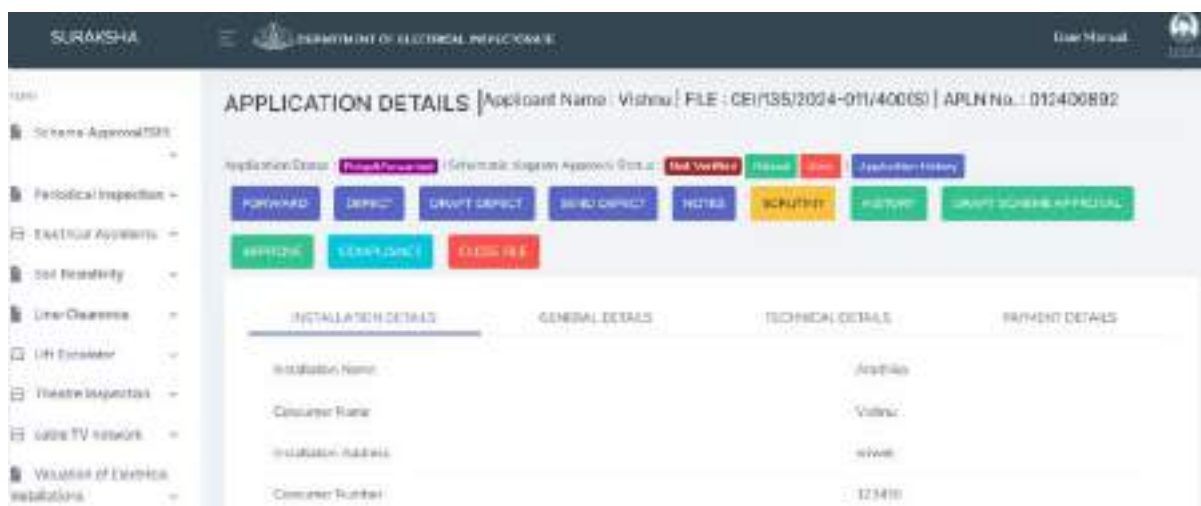 SURAKSHA
DEPARTMENT OF ELECTRICAL INSPECTORATE
User Manual
APPLICATION DETAILS | Applicant Name : Vishnu | FILE : CEI/135/2024-011/400(S) | APLN No. : 012400892
Application Status :
Schematic diagram Approval Status : Not Verified
Application History
FORWARD DEFECT DRAFT DEFECT SEND DEFECT NOTES SCRUTINY HISTORY DRAFT SCHEME APPROVAL
APPROVE COMPLIANCE CLOSE FILE
Scheme Approval
Periodical Inspection
Electrical Accidents
Soil Resistivity
Line Clearance
Lift Escalator
Theatre Inspection
cable TV network
Valuation of Electrical
Installations
INSTALLATION DETAILS GENERAL DETAILS TECHNICAL DETAILS PAYMENT DETAILS
Installation Name
Consumer Name Vishnu
Installation Address
Consumer Number